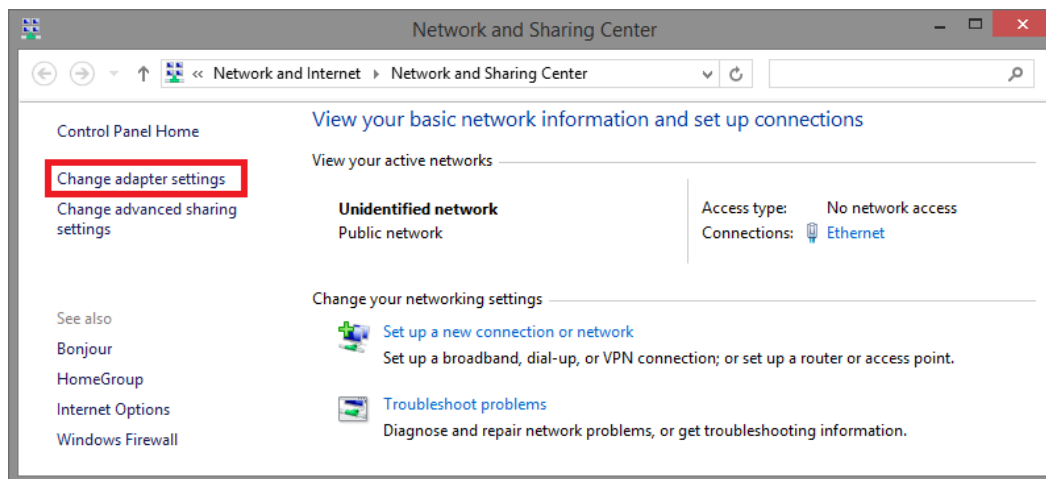 Network and Sharing Center
« Network and Internet Network and Sharing Center
Control Panel Home
Change adapter settings
Change advanced sharing
settings
See also
Bonjour
HomeGroup
Internet Options
Windows Firewall
View your basic network information and set up connections
View your active networks
Unidentified network
Public network
Access type: No network access
Connections: Ethernet
Change your networking settings
Set up a new connection or network
Set up a broadband, dial-up, or VPN connection; or set up a router or access point.
Troubleshoot problems
Diagnose and repair network problems, or get troubleshooting information.